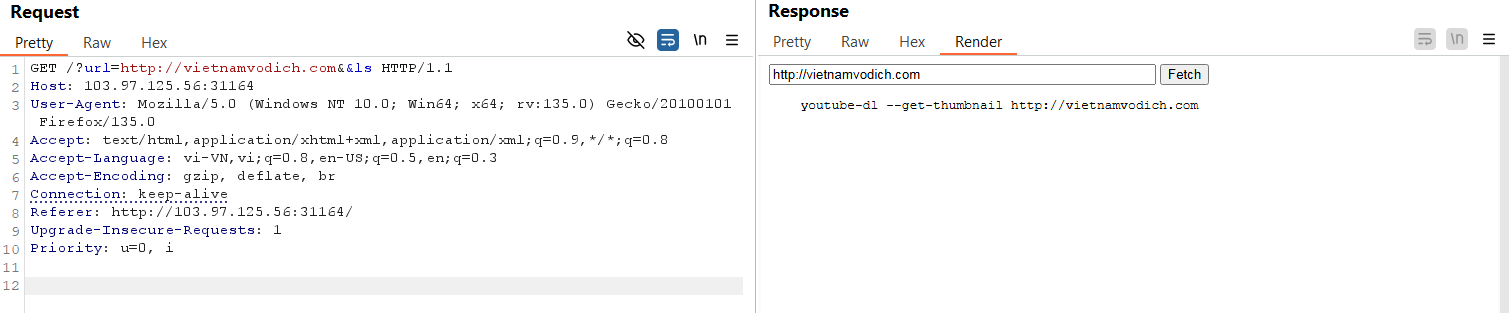 Request
Pretty Raw Hex
\n
1 GET /?url=http://vietnamvodich.com&&ls HTTP/1.1
2 Host: 103.97.125.56:31164
3 User-Agent: Mozilla/5.0 (Windows NT 10.0; Win64; x64; rv:135.0) Gecko/20100101
Firefox/135.0
4 Accept: text/html,application/xhtml+xml,application/xml;q=0.9,*/*;q=0.8
5 Accept-Language: vi-VN,vi;q=0.8,en-US;q=0.5,en;q=0.3
6 Accept-Encoding: gzip, deflate, br
7 Connection: keep-alive
8 Referer: http://103.97.125.56:31164/
9 Upgrade-Insecure-Requests: 1
10 Priority: u=0, i
11
12
Response
Pretty Raw Hex Render
\n
http://vietnamvodich.com Fetch
youtube-dl --get-thumbnail http://vietnamvodich.com